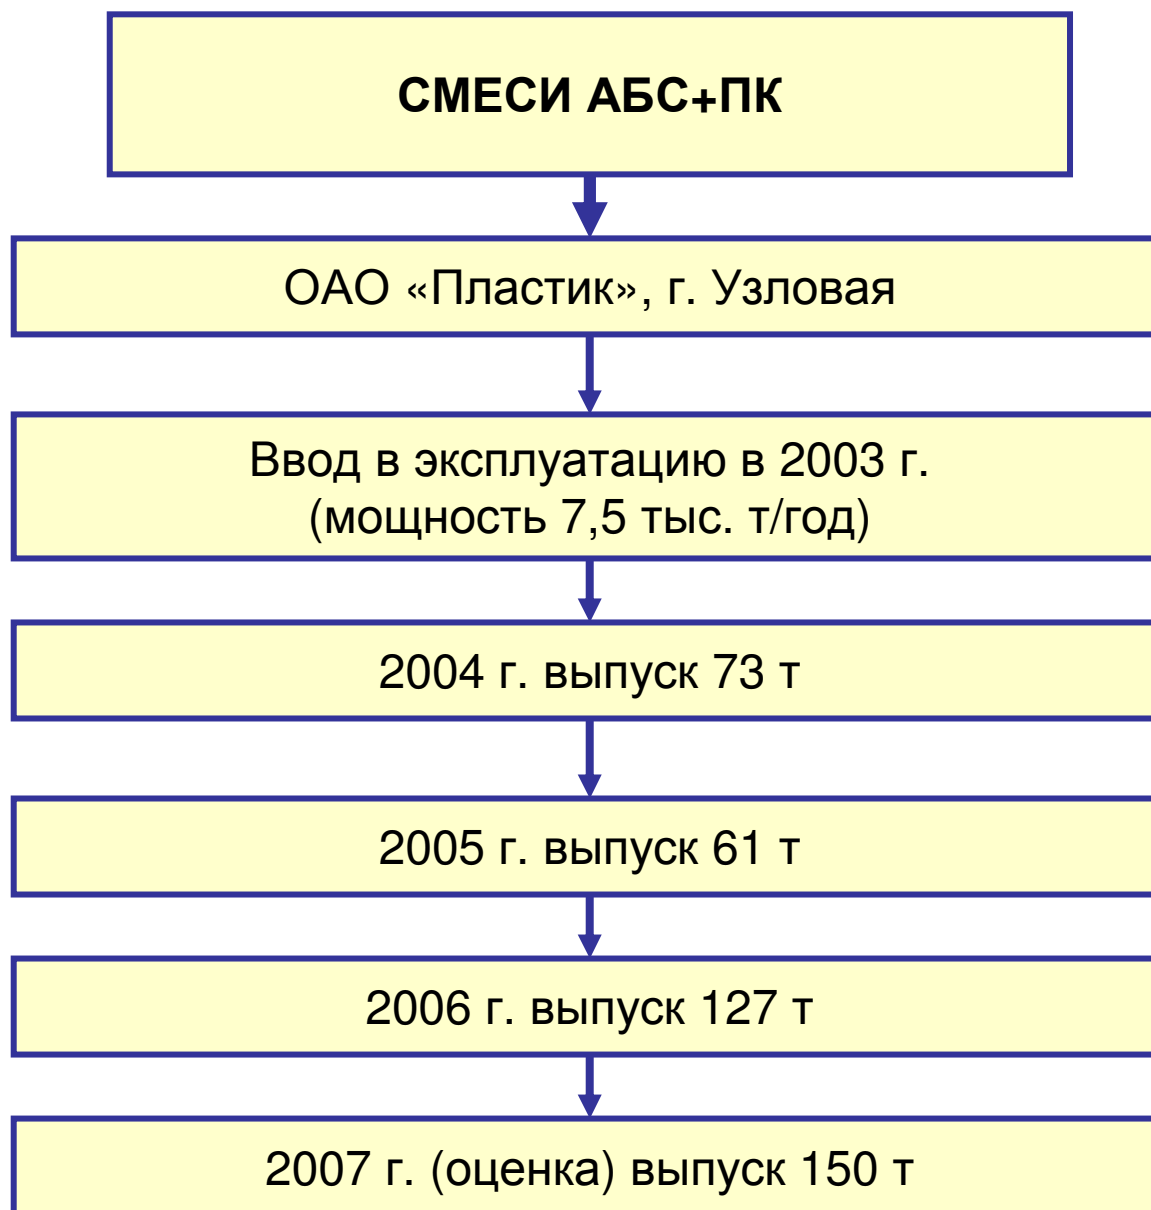 СМЕСИ АБС+ПК
ОАО «Пластик», г. Узловая
Ввод в эксплуатацию в 2003 г.
(мощность 7,5 тыс. т/год)
2004 г. выпуск 73 т
2005 г. выпуск 61 т
2006 г. выпуск 127 т
2007 г. (оценка) выпуск 150 т